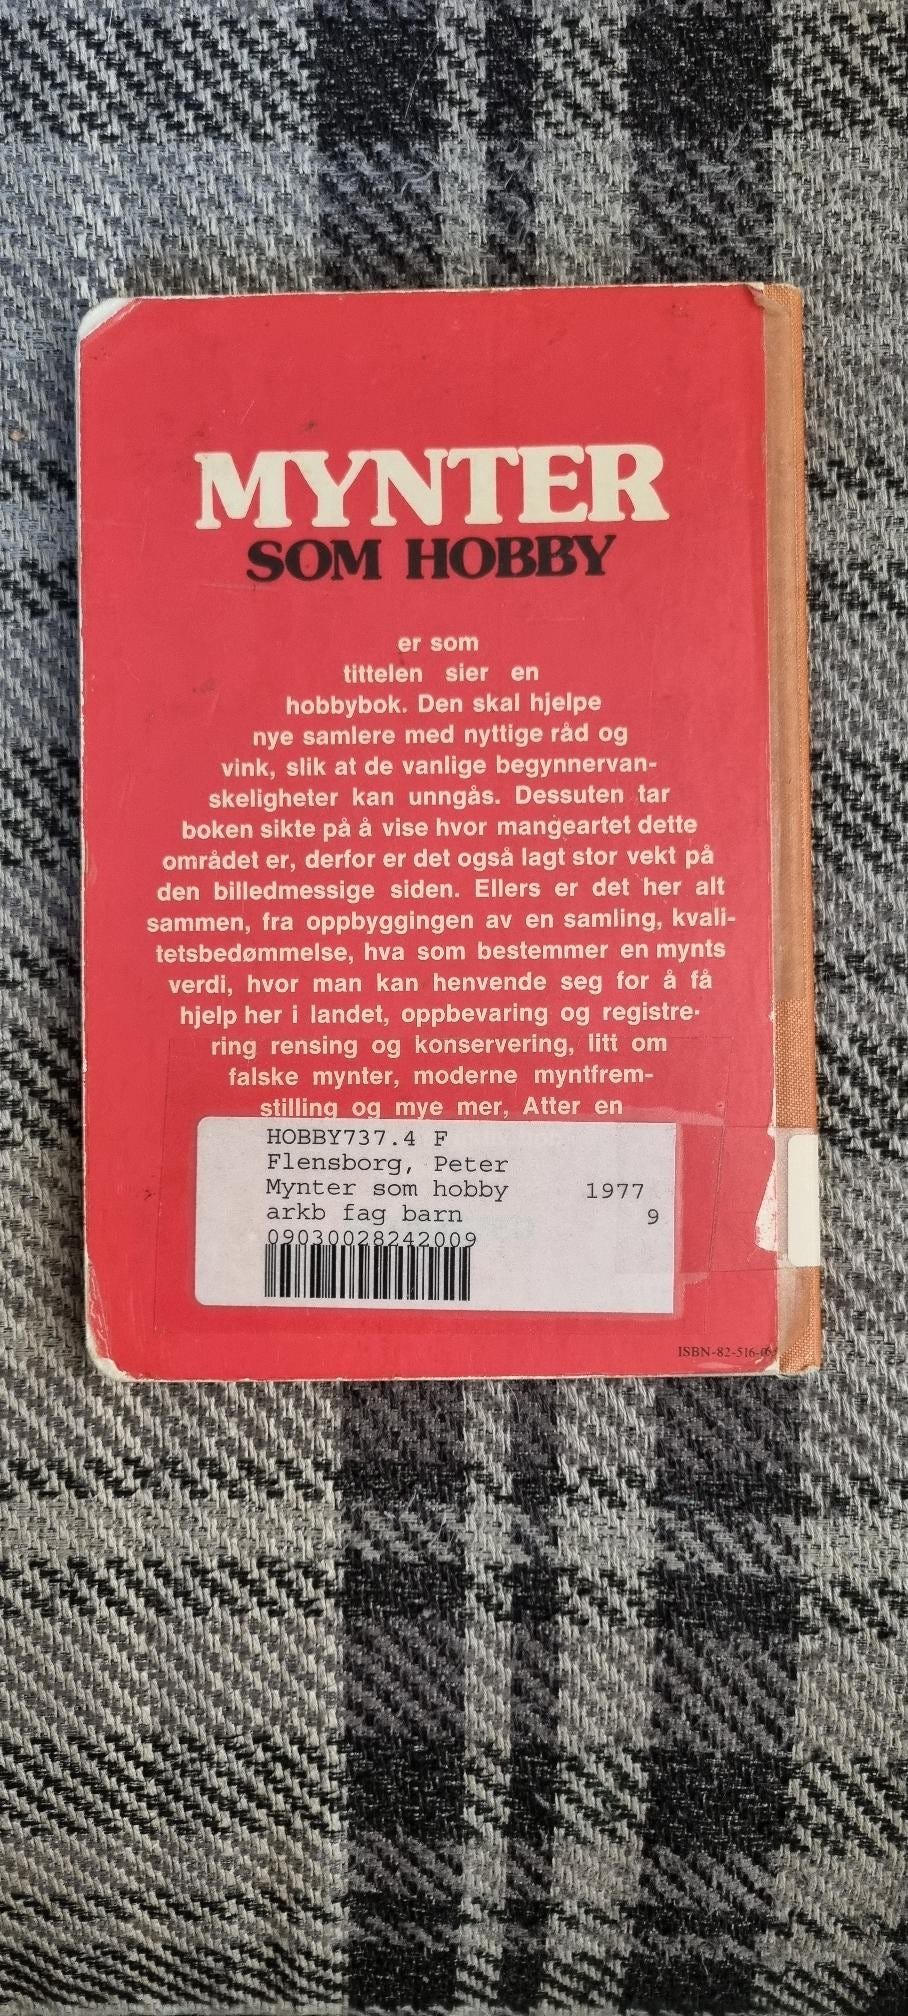 MYNTER
SOM HOBBY
er som
tittelen sier en
hobbybok. Den skal hjelpe
nye samlere med nyttige råd og
vink, slik at de vanlige begynnervan-
skeligheter kan unngås. Dessuten tar
boken sikte på å vise hvor mangeartet dette
området er, derfor er det også lagt stor vekt på
den billedmessige siden. Ellers er det her alt
sammen, fra oppbyggingen av en samling, kvali-
tetsbedømmelse, hva som bestemmer en mynts
verdi, hvor man kan henvende seg for å få
hjelp her i landet, oppbevaring og registre-
ring rensing og konservering, litt om
falske mynter, moderne myntfrem-
stilling og mye mer, Atter en
HOBBY737.4 F
Flensborg, Peter
Mynter som hobby 1977
arkb fag barn 9
09030028242009
ISBN-82-516-